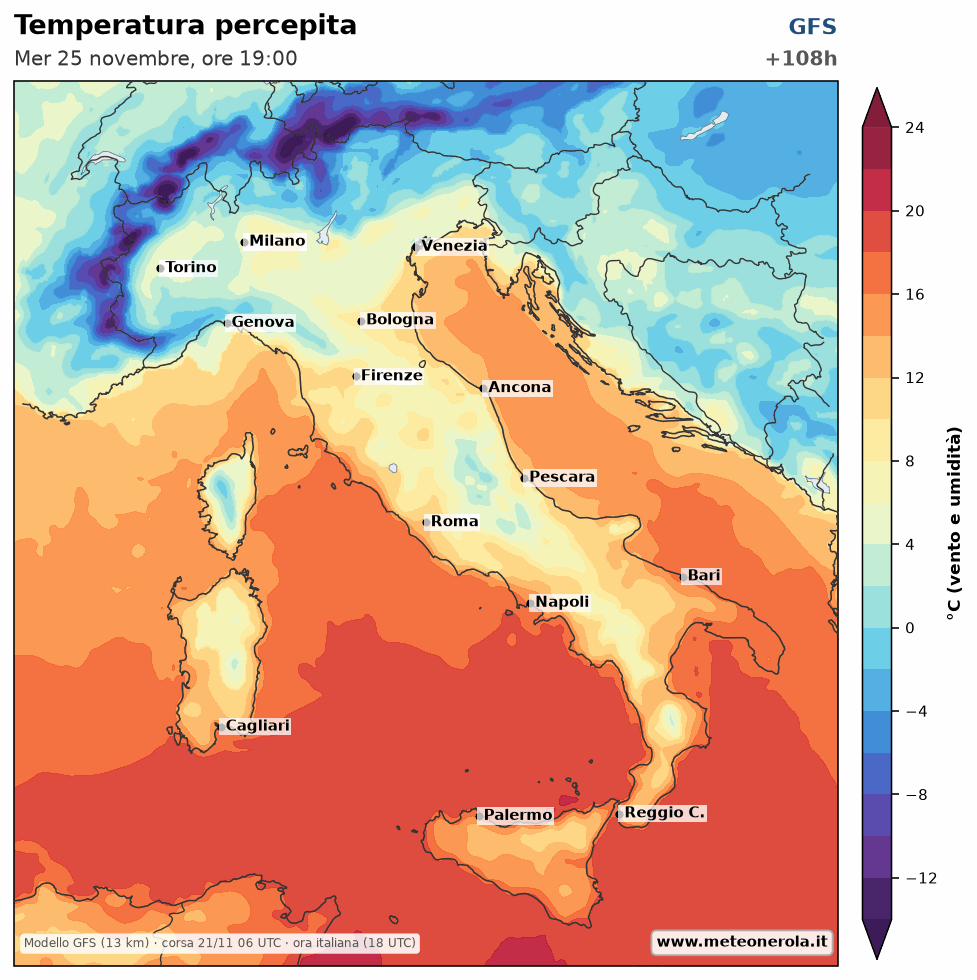 Temperatura percepita
GFS
Mer 25 novembre, ore 19:00
+108h
24
20
16
12
8
4
0
−4
−8
−12
°C (vento e umidità)
Milano
Venezia
Torino
Genova
Bologna
Firenze
Ancona
Pescara
Roma
Bari
Napoli
Cagliari
Palermo
Reggio C.
Modello GFS (13 km) · corsa 21/11 06 UTC · ora italiana (18 UTC)
www.meteonerola.it